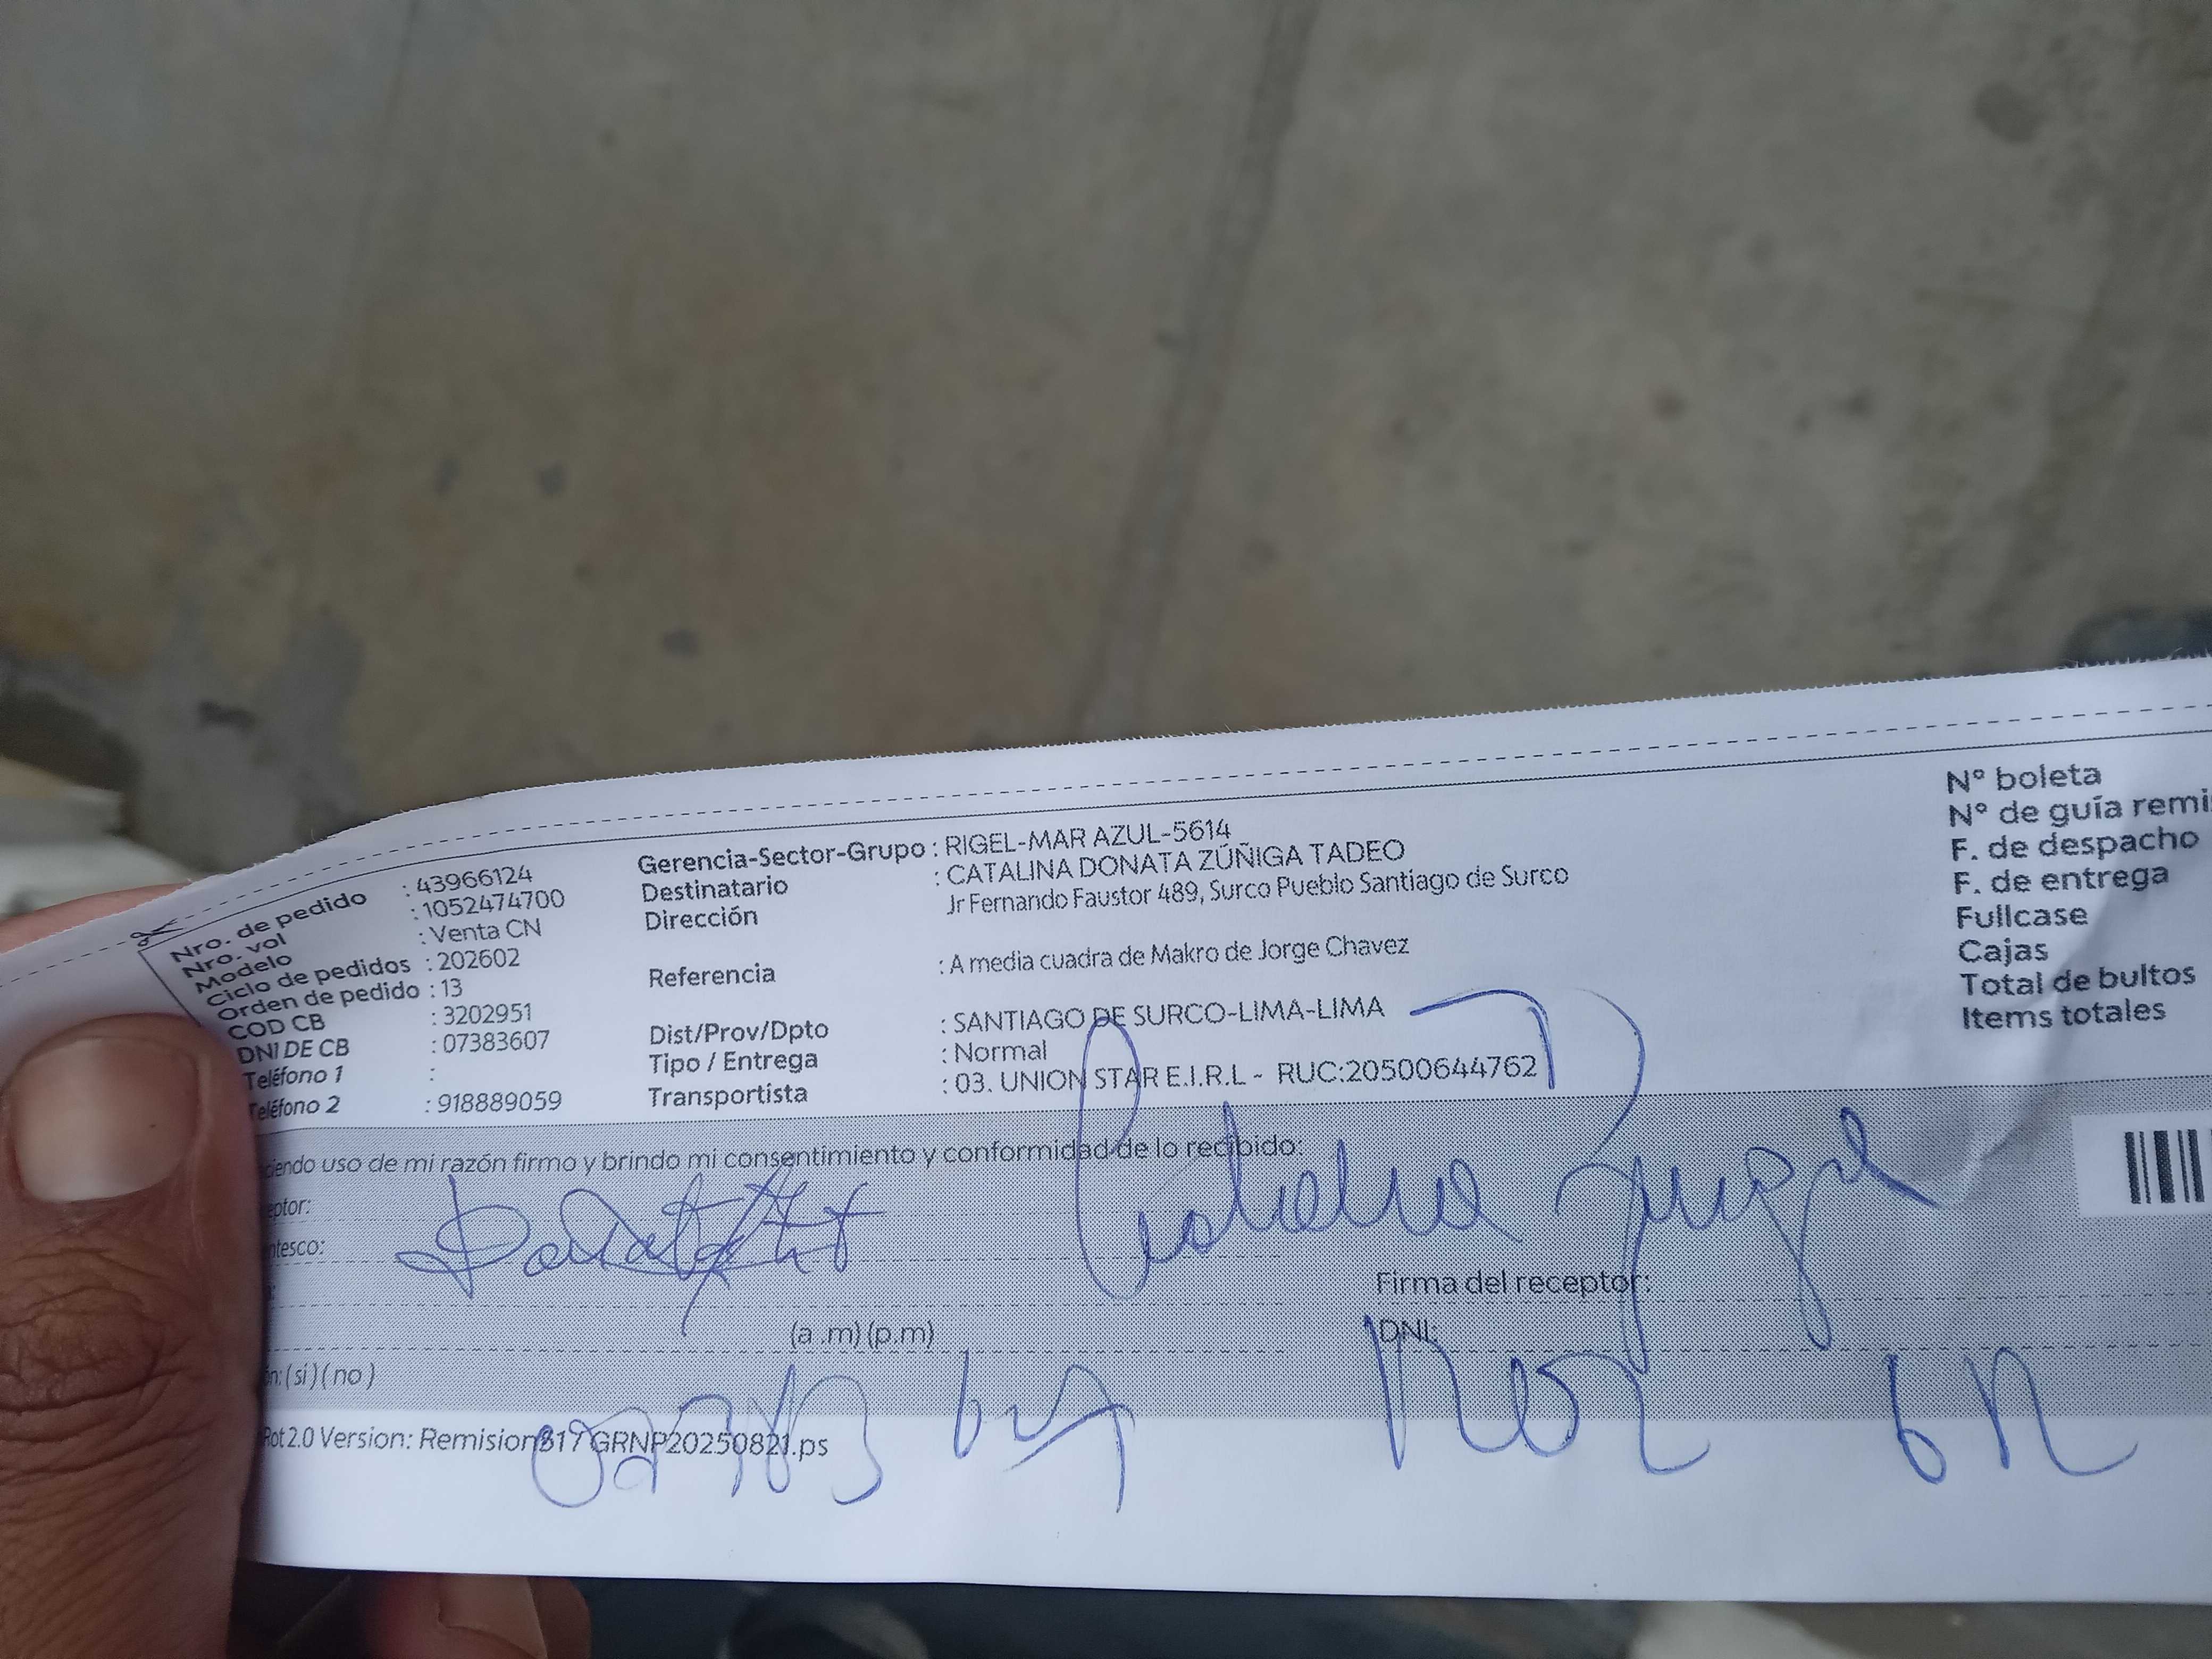 Nro. de pedido : 43966124
Nro. vol : 1052474700
Modelo : Venta CN
Ciclo de pedidos : 202602
Orden de pedido : 13
COD CB : 3202951
DNI DE CB : 07383607
Teléfono 1 :
Teléfono 2 : 918889059
Gerencia-Sector-Grupo : RIGEL-MAR AZUL-5614
Destinatario : CATALINA DONATA ZÚÑIGA TADEO
Dirección Jr Fernando Faustor 489, Surco Pueblo Santiago de Surco
Referencia : A media cuadra de Makro de Jorge Chavez
Dist/Prov/Dpto : SANTIAGO DE SURCO-LIMA-LIMA
Tipo / Entrega : Normal
Transportista : 03. UNION STAR E.I.R.L - RUC:20500644762
N° boleta
N° de guía remi
F. de despacho
F. de entrega
Fullcase
Cajas
Total de bultos
Items totales
ciendo uso de mi razón firmo y brindo mi consentimiento y conformidad de lo recibido:
eptor:
ntesco:
Firma del receptor:
(a .m) (p.m) DNI:
ón: ( si ) ( no )
Rot 2.0 Version: Remision817 GRNP20250821.ps